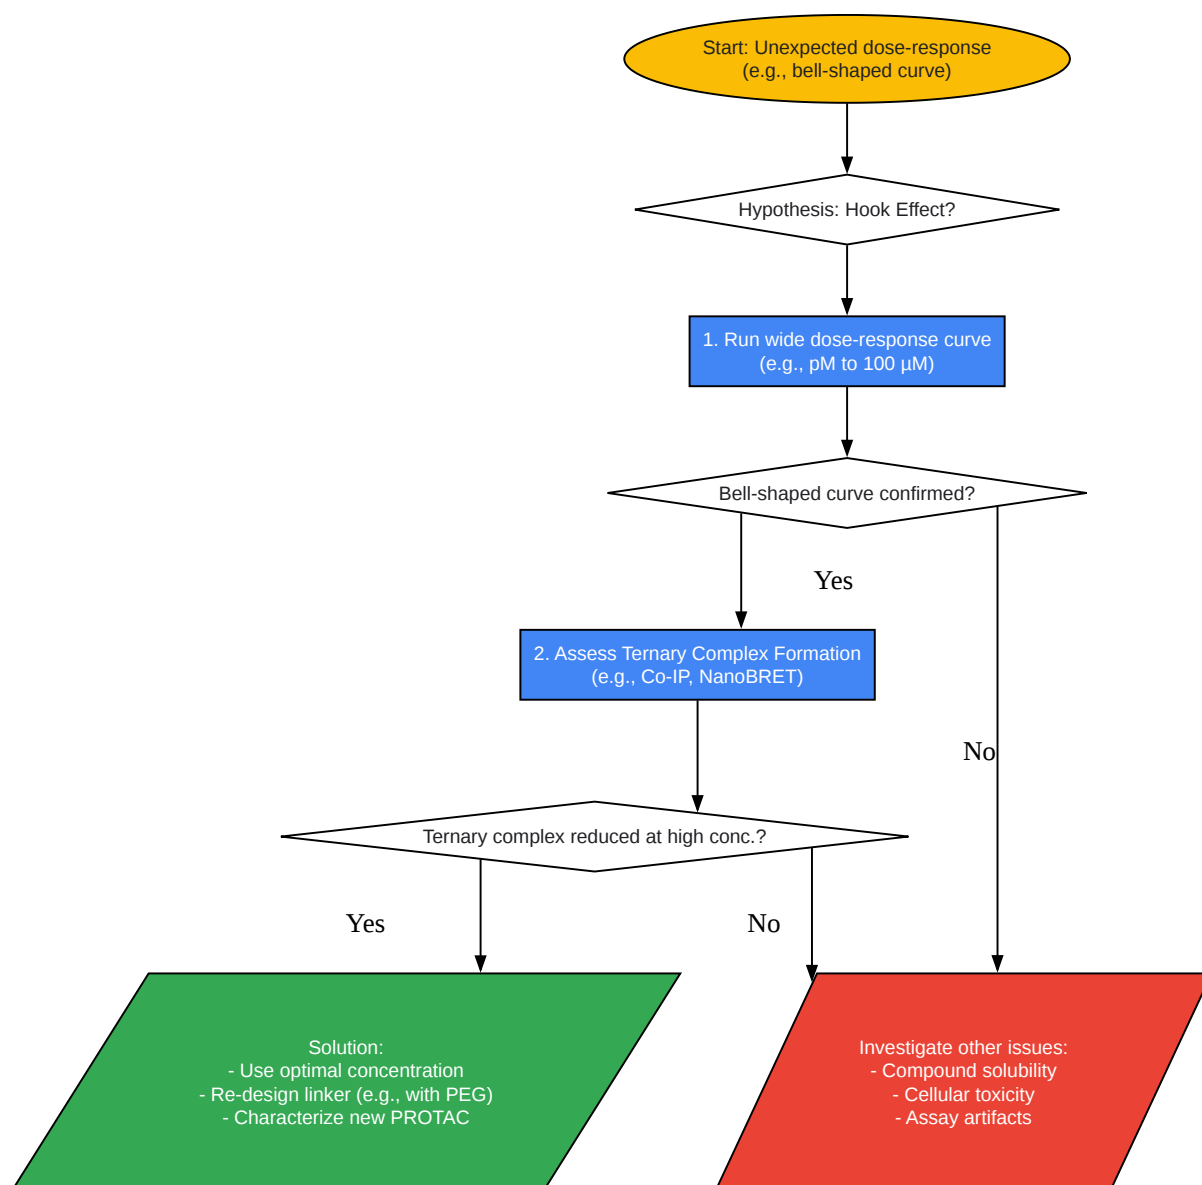 Start: Unexpected dose-response
(e.g., bell-shaped curve)
Hypothesis: Hook Effect?
1. Run wide dose-response curve
(e.g., pM to 100 µM)
Bell-shaped curve confirmed?
Yes
2. Assess Ternary Complex Formation
(e.g., Co-IP, NanoBRET)
No
Ternary complex reduced at high conc.?
Yes
No
Solution:
- Use optimal concentration
- Re-design linker (e.g., with PEG)
- Characterize new PROTAC
Investigate other issues:
- Compound solubility
- Cellular toxicity
- Assay artifacts